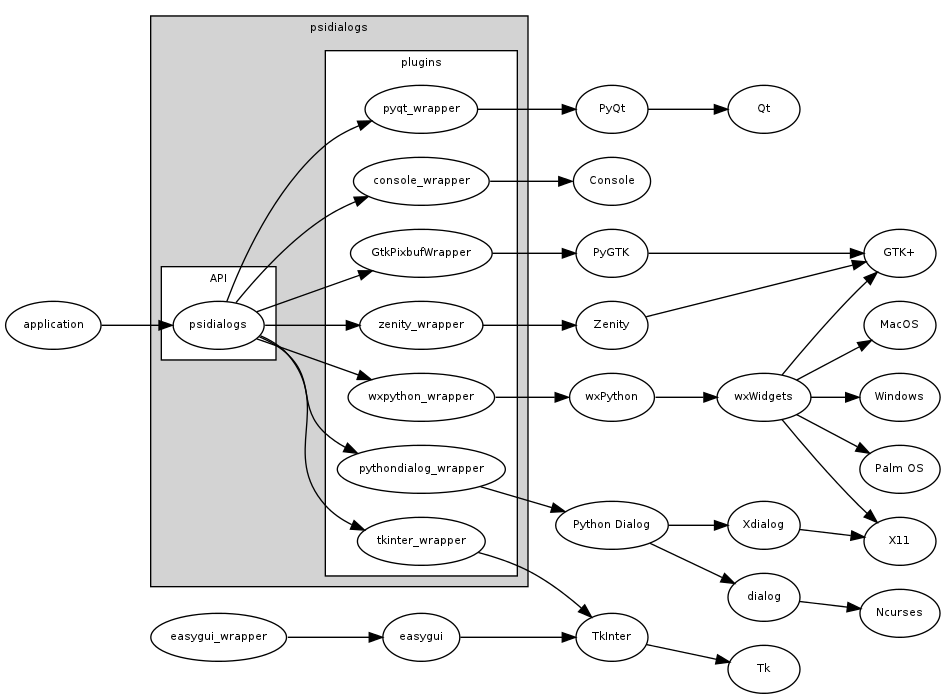 psidialogs
plugins
pyqt_wrapper
PyQt
Qt
console_wrapper
Console
GtkPixbufWrapper
PyGTK
GTK+
API
application
psidialogs
zenity_wrapper
Zenity
MacOS
wxpython_wrapper
wxPython
wxWidgets
Windows
pythondialog_wrapper
Palm OS
Python Dialog
Xdialog
tkinter_wrapper
X11
dialog
Ncurses
easygui_wrapper
easygui
TkInter
Tk